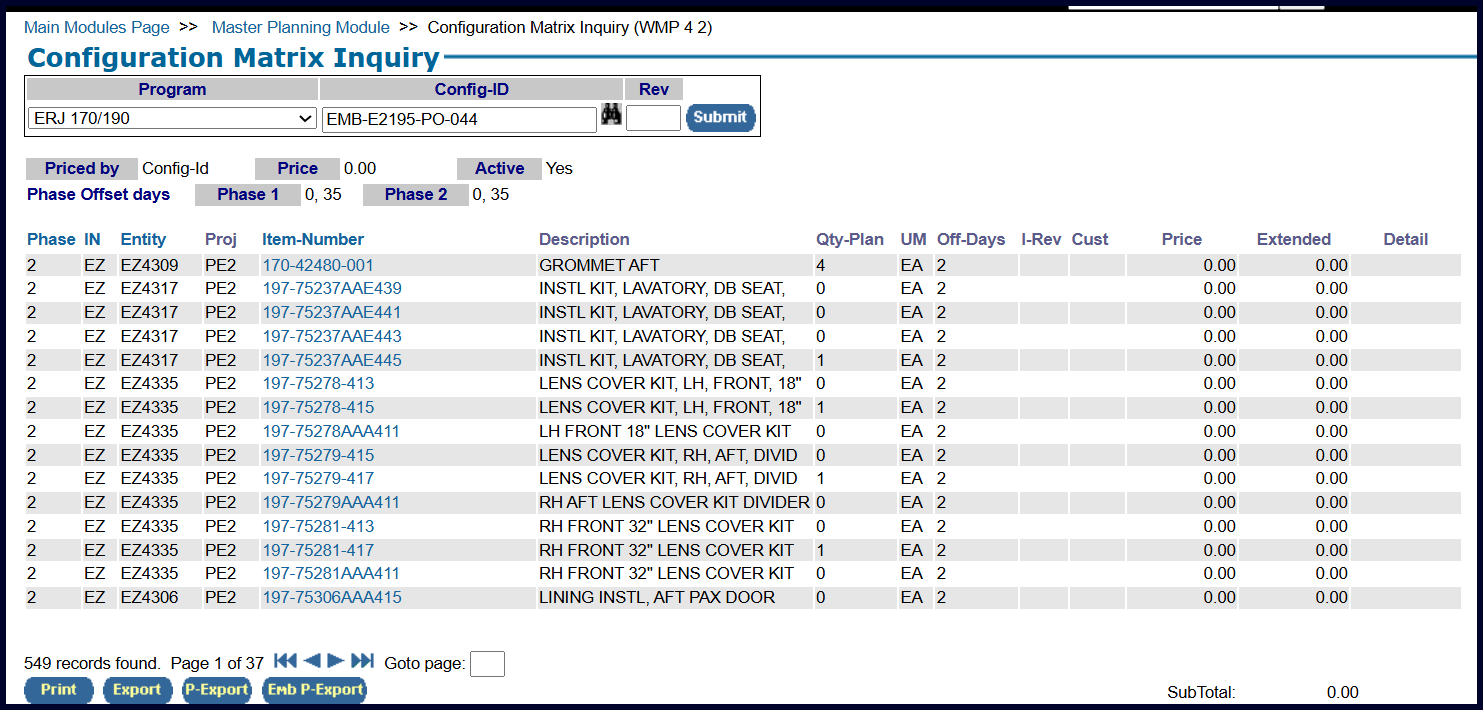 Main Modules Page >> Master Planning Module >> Configuration Matrix Inquiry (WMP 4 2)
Configuration Matrix Inquiry
Program Config-ID Rev
ERJ 170/190 EMB-E2195-PO-044 Submit
Priced by Config-Id Price 0.00 Active Yes
Phase Offset days Phase 1 0, 35 Phase 2 0, 35
Phase IN Entity Proj Item-Number Description Qty-Plan UM Off-Days I-Rev Cust Price Extended Detail
2 EZ EZ4309 PE2 170-42480-001 GROMMET AFT 4 EA 2 0.00 0.00
2 EZ EZ4317 PE2 197-75237AAE439 INSTL KIT, LAVATORY, DB SEAT, 0 EA 2 0.00 0.00
2 EZ EZ4317 PE2 197-75237AAE441 INSTL KIT, LAVATORY, DB SEAT, 0 EA 2 0.00 0.00
2 EZ EZ4317 PE2 197-75237AAE443 INSTL KIT, LAVATORY, DB SEAT, 0 EA 2 0.00 0.00
2 EZ EZ4317 PE2 197-75237AAE445 INSTL KIT, LAVATORY, DB SEAT, 1 EA 2 0.00 0.00
2 EZ EZ4335 PE2 197-75278-413 LENS COVER KIT, LH, FRONT, 18" 0 EA 2 0.00 0.00
2 EZ EZ4335 PE2 197-75278-415 LENS COVER KIT, LH, FRONT, 18" 1 EA 2 0.00 0.00
2 EZ EZ4335 PE2 197-75278AAA411 LH FRONT 18" LENS COVER KIT 0 EA 2 0.00 0.00
2 EZ EZ4335 PE2 197-75279-415 LENS COVER KIT, RH, AFT, DIVID 0 EA 2 0.00 0.00
2 EZ EZ4335 PE2 197-75279-417 LENS COVER KIT, RH, AFT, DIVID 1 EA 2 0.00 0.00
2 EZ EZ4335 PE2 197-75279AAA411 RH AFT LENS COVER KIT DIVIDER 0 EA 2 0.00 0.00
2 EZ EZ4335 PE2 197-75281-413 RH FRONT 32" LENS COVER KIT 0 EA 2 0.00 0.00
2 EZ EZ4335 PE2 197-75281-417 RH FRONT 32" LENS COVER KIT 1 EA 2 0.00 0.00
2 EZ EZ4335 PE2 197-75281AAA411 RH FRONT 32" LENS COVER KIT 0 EA 2 0.00 0.00
2 EZ EZ4306 PE2 197-75306AAA415 LINING INSTL, AFT PAX DOOR 0 EA 2 0.00 0.00
549 records found. Page 1 of 37 Goto page:
Print Export P-Export Emb P-Export SubTotal: 0.00